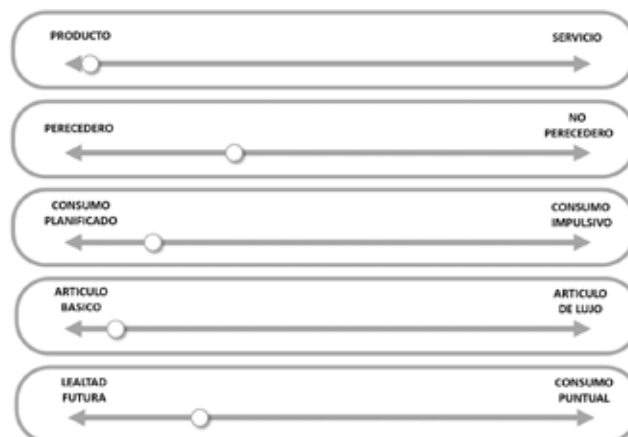 PRODUCTO SERVICIO
PERECEDERO NO PERECEDERO
CONSUMO PLANIFICADO CONSUMO IMPULSIVO
ARTICULO BASICO ARTICULO DE LUJO
LEALTAD FUTURA CONSUMO PUNTUAL